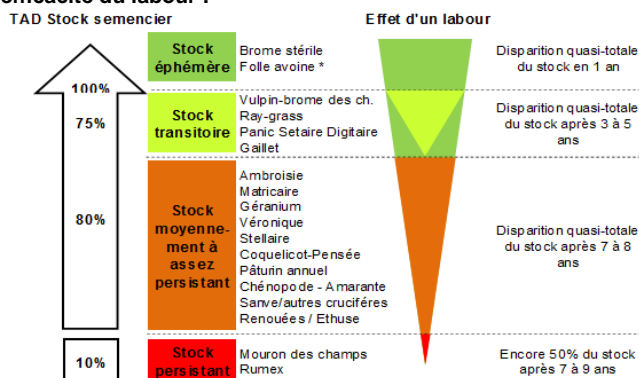 efficacité du labour :
TAD Stock semencier
Effet d'un labour
100%
75%
80%
10%
Stock
éphémère
Brome stérile
Folle avoine *
Disparition quasi-totale
du stock en 1 an
Stock
transitoire
Vulpin-brome des ch.
Ray-grass
Panic Setaire Digitaire
Gaillet
Disparition quasi-totale
du stock après 3 à 5
ans
Stock
moyenne-
ment à
assez
persistant
Ambroisie
Matricaire
Géranium
Véronique
Stellaire
Coquelicot-Pensée
Pâturin annuel
Chénopode - Amarante
Sanve/autres crucifères
Renouées / Ethuse
Disparition quasi-totale
du stock après 7 à 8
ans
Stock
persistant
Mouron des champs
Rumex
Encore 50% du stock
après 7 à 9 ans